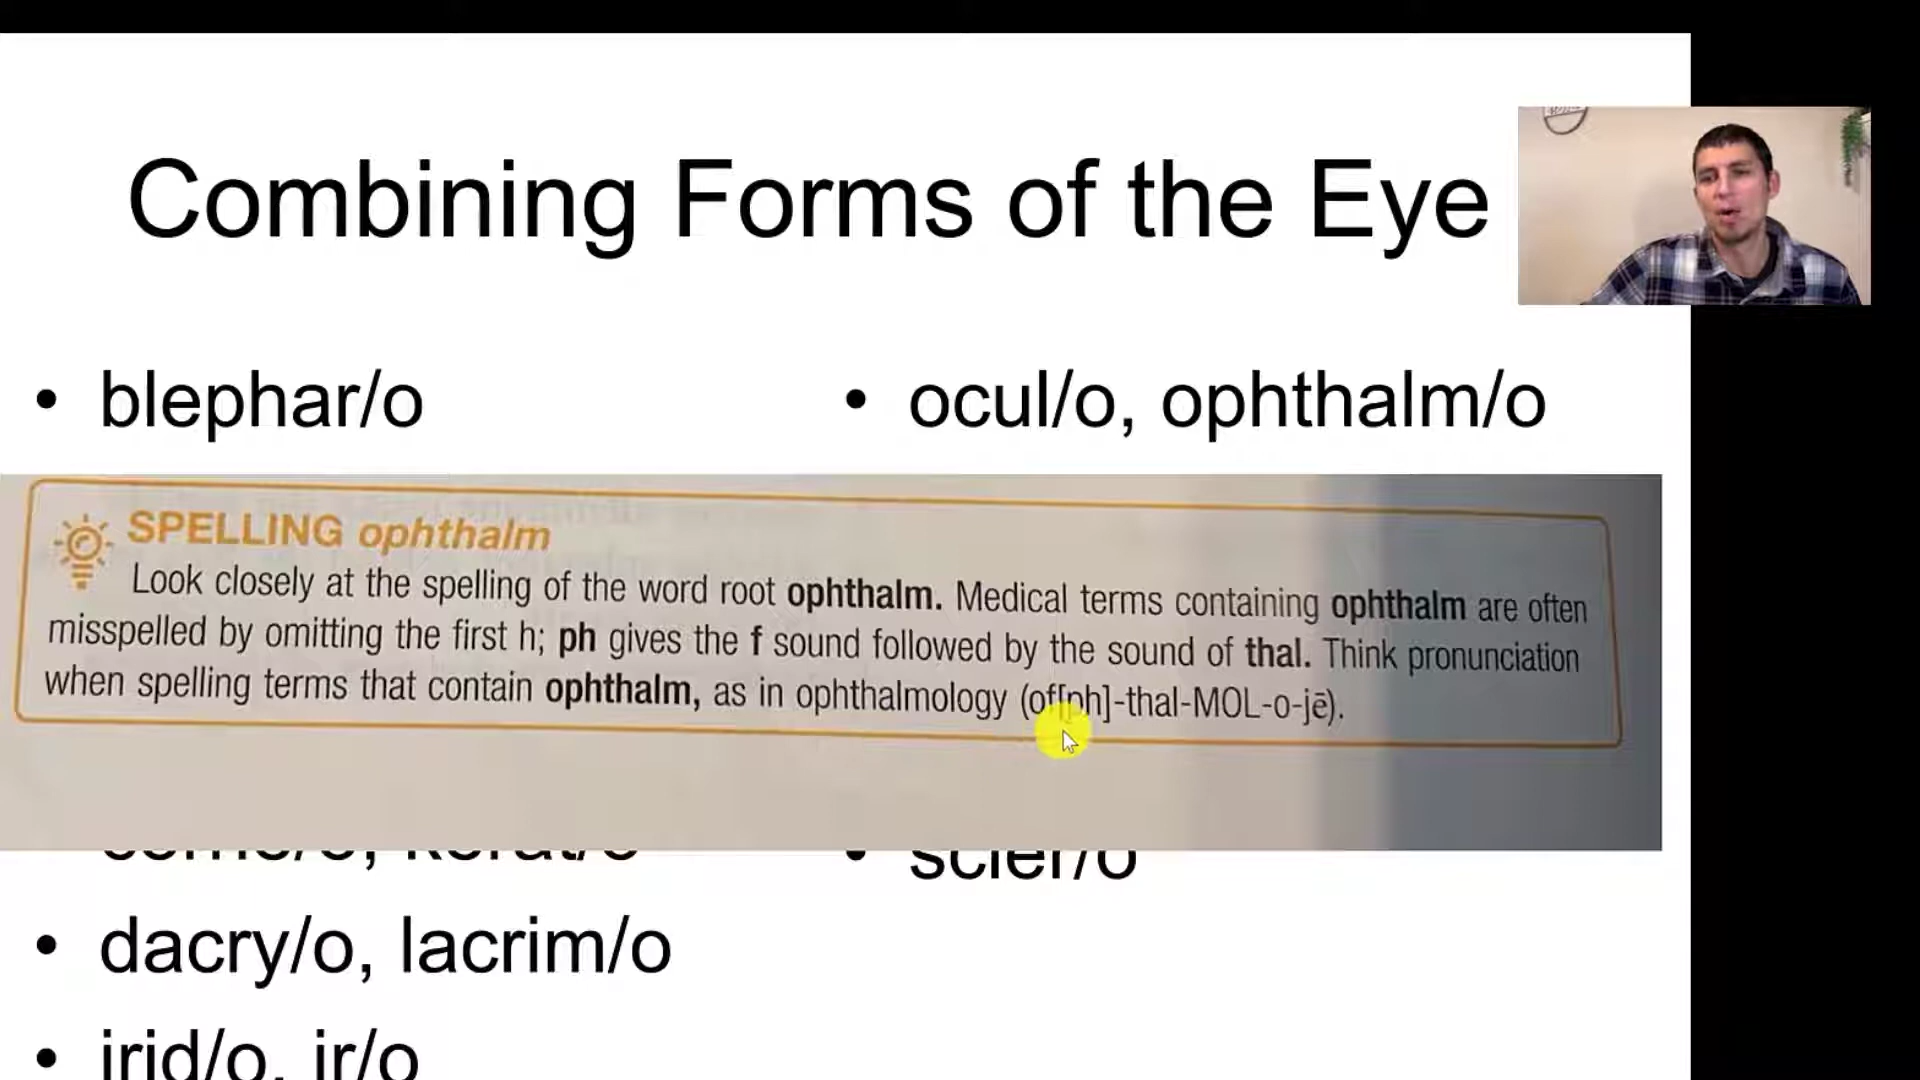 Combining Forms of the Eye
• blephar/o
• ocul/o, ophthalm/o
SPELLING ophthalm
Look closely at the spelling of the word root ophthalm. Medical terms containing ophthalm are often
misspelled by omitting the first h; ph gives the f sound followed by the sound of thal. Think pronunciation
when spelling terms that contain ophthalm, as in ophthalmology (of[ph]-thal-MOL-o-jē).
• scler/o
• dacry/o, lacrim/o
• irid/o, ir/o